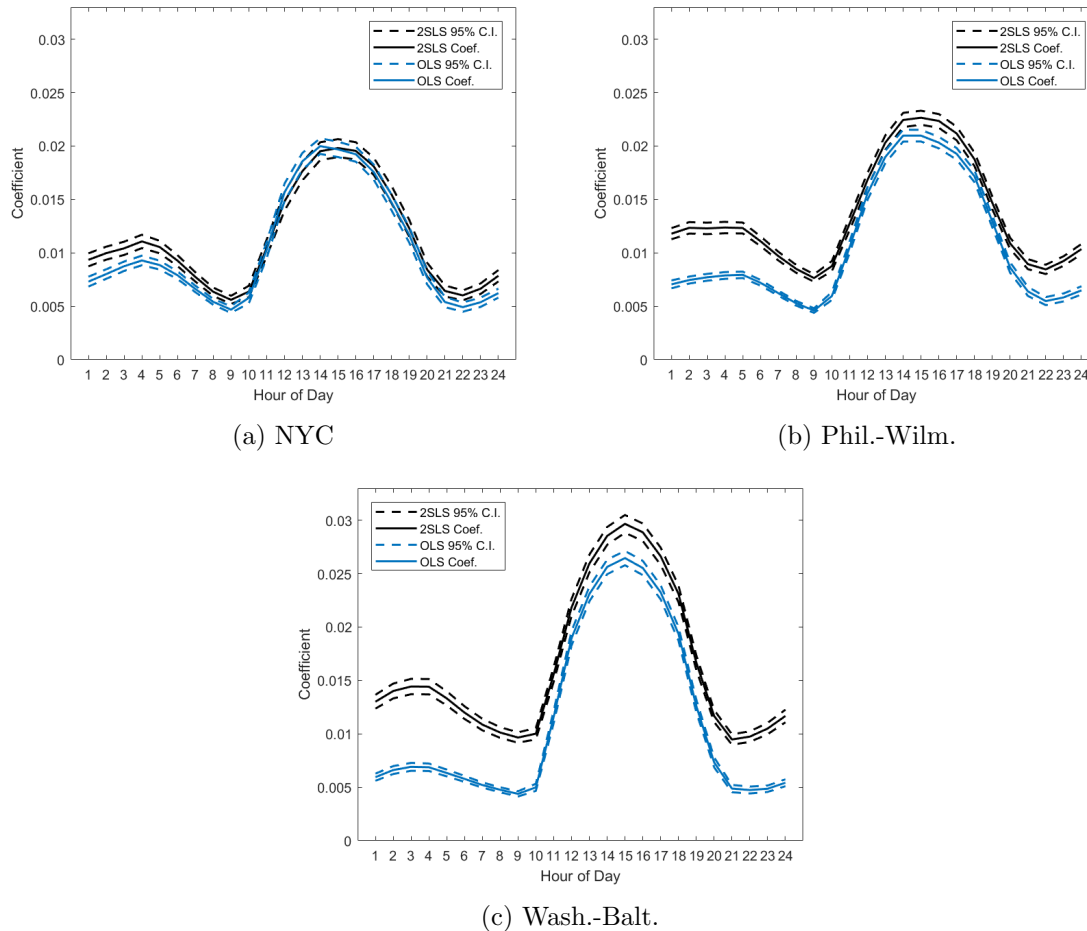 0.03
0.025
0.02
0.015
0.01
0.005
0
Coefficient
2SLS 95% C.I.
2SLS Coef.
OLS 95% C.I.
OLS Coef.
1 2 3 4 5 6 7 8 9 10 11 12 13 14 15 16 17 18 19 20 21 22 23 24
Hour of Day
(a) NYC
0.03
0.025
0.02
0.015
0.01
0.005
0
Coefficient
2SLS 95% C.I.
2SLS Coef.
OLS 95% C.I.
OLS Coef.
1 2 3 4 5 6 7 8 9 10 11 12 13 14 15 16 17 18 19 20 21 22 23 24
Hour of Day
(b) Phil.-Wilm.
0.03
0.025
0.02
0.015
0.01
0.005
0
Coefficient
2SLS 95% C.I.
2SLS Coef.
OLS 95% C.I.
OLS Coef.
1 2 3 4 5 6 7 8 9 10 11 12 13 14 15 16 17 18 19 20 21 22 23 24
Hour of Day
(c) Wash.-Balt.